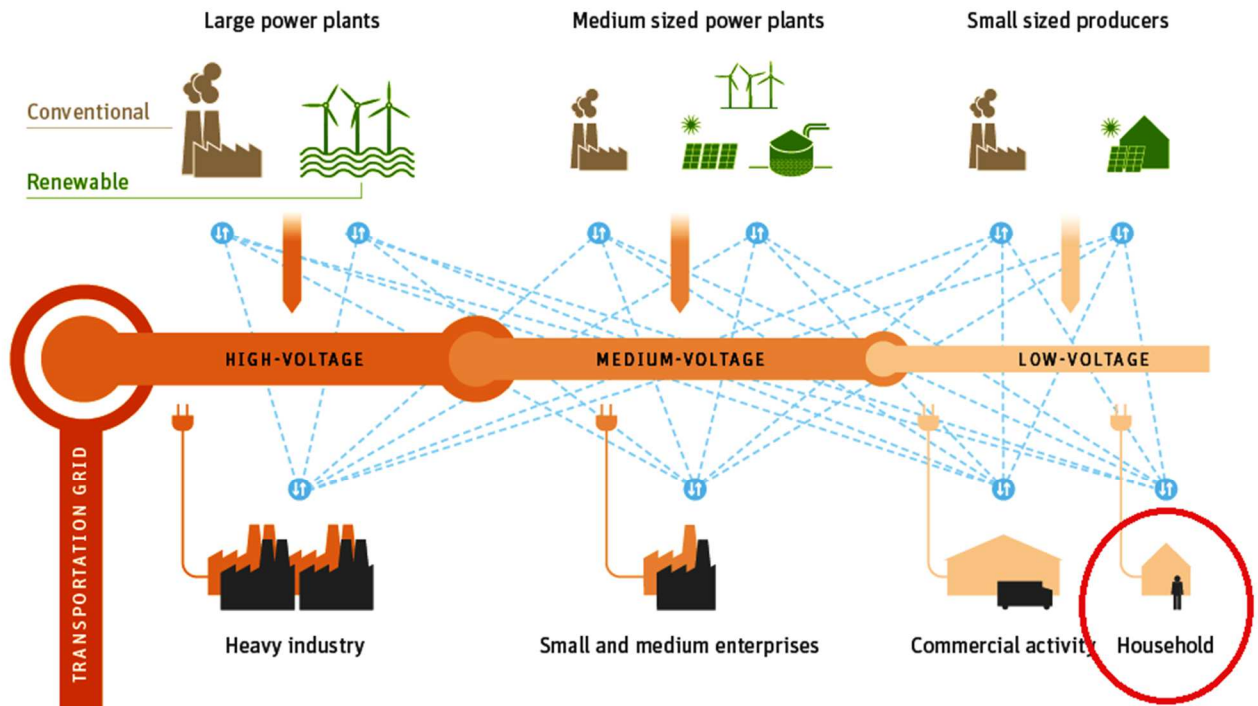 Large power plants
Medium sized power plants
Small sized producers
Conventional
Renewable
HIGH-VOLTAGE
MEDIUM-VOLTAGE
LOW-VOLTAGE
TRANSPORTATION GRID
Heavy industry
Small and medium enterprises
Commercial activity
Household